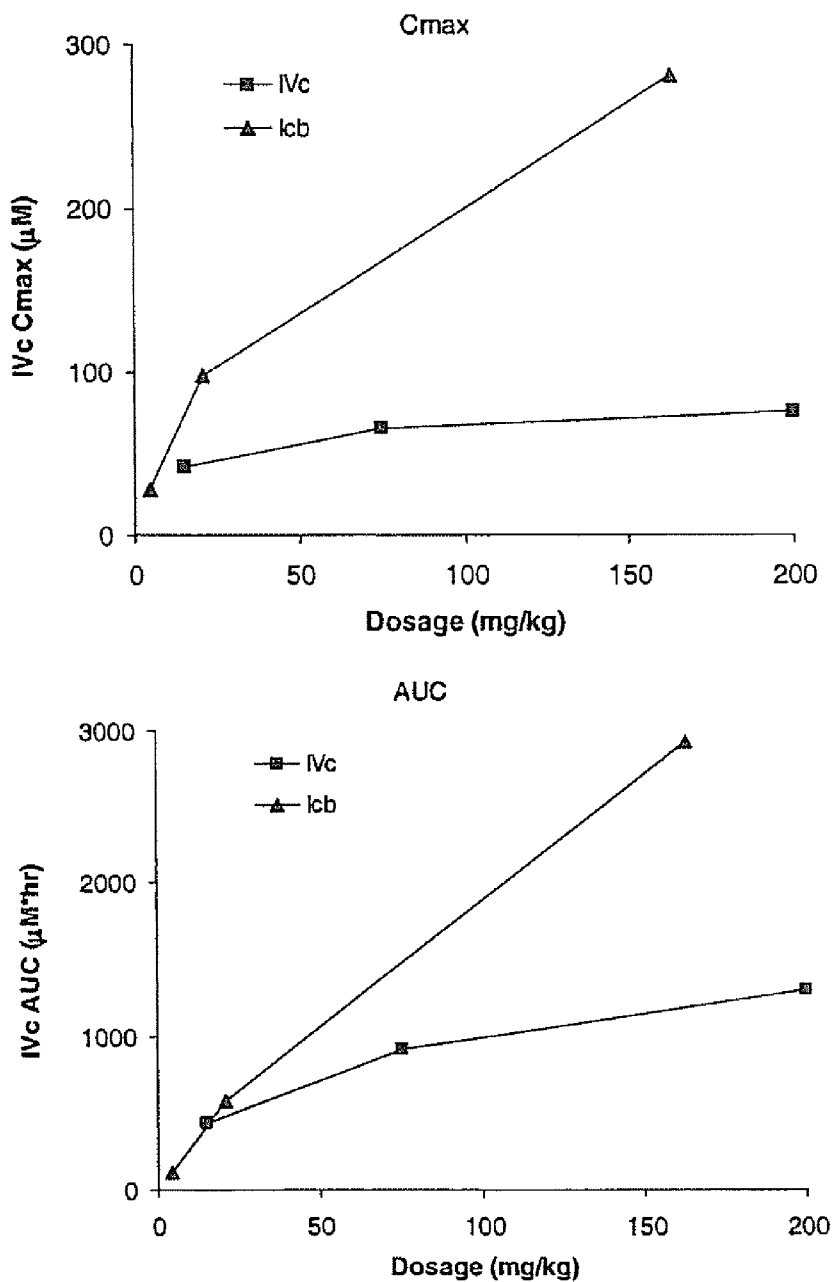 Cmax
300
IVc
Icb
200
100
0
IVc Cmax (µM)
0 50 100 150 200
Dosage (mg/kg)
AUC
3000
IVc
Icb
2000
1000
0
IVc AUC (µM*hr)
0 50 100 150 200
Dosage (mg/kg)